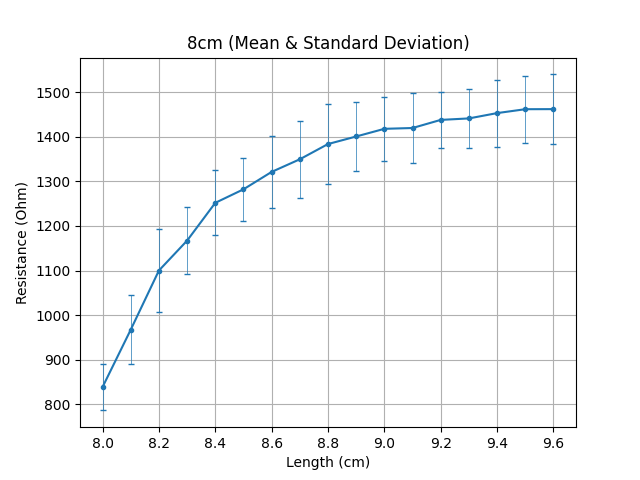 8cm (Mean & Standard Deviation)
1500
1400
1300
1200
1100
1000
900
800
Resistance (Ohm)
8.0 8.2 8.4 8.6 8.8 9.0 9.2 9.4 9.6
Length (cm)